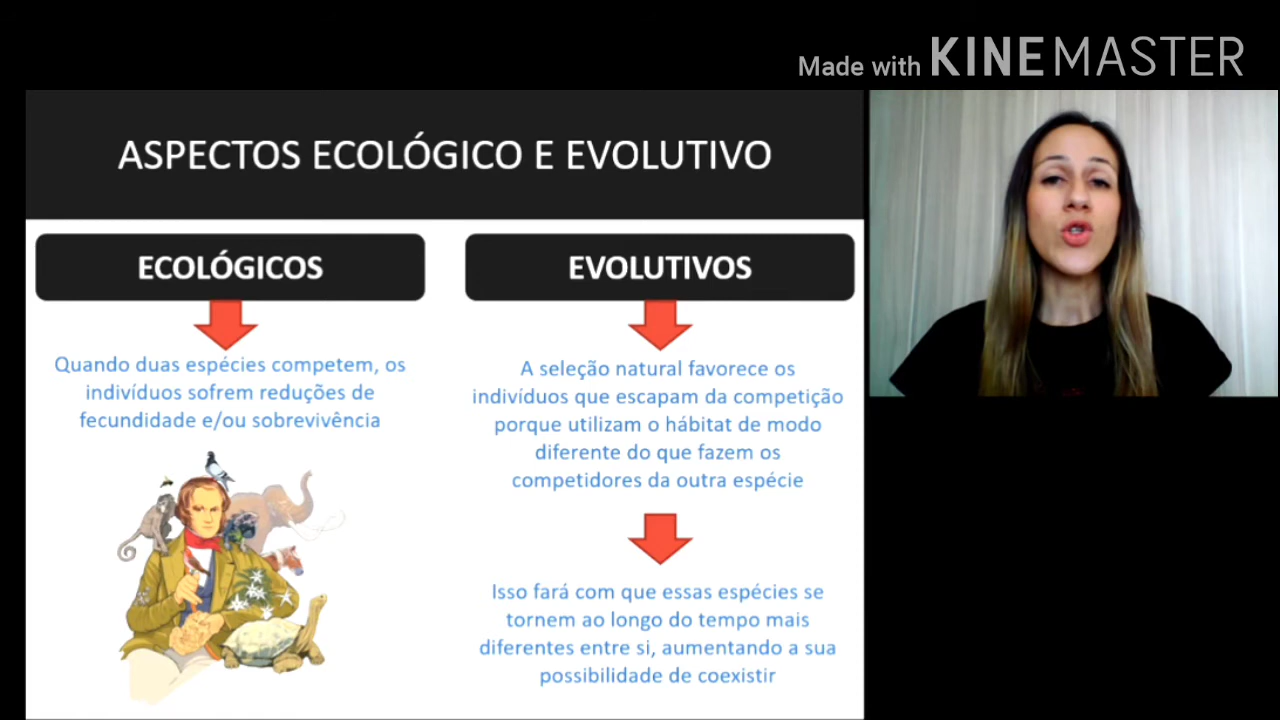 Made with KINEMASTER
ASPECTOS ECOLÓGICO E EVOLUTIVO
ECOLÓGICOS
Quando duas espécies competem, os
indivíduos sofrem reduções de
fecundidade e/ou sobrevivência
EVOLUTIVOS
A seleção natural favorece os
indivíduos que escapam da competição
porque utilizam o hábitat de modo
diferente do que fazem os
competidores da outra espécie
Isso fará com que essas espécies se
tornem ao longo do tempo mais
diferentes entre si, aumentando a sua
possibilidade de coexistir